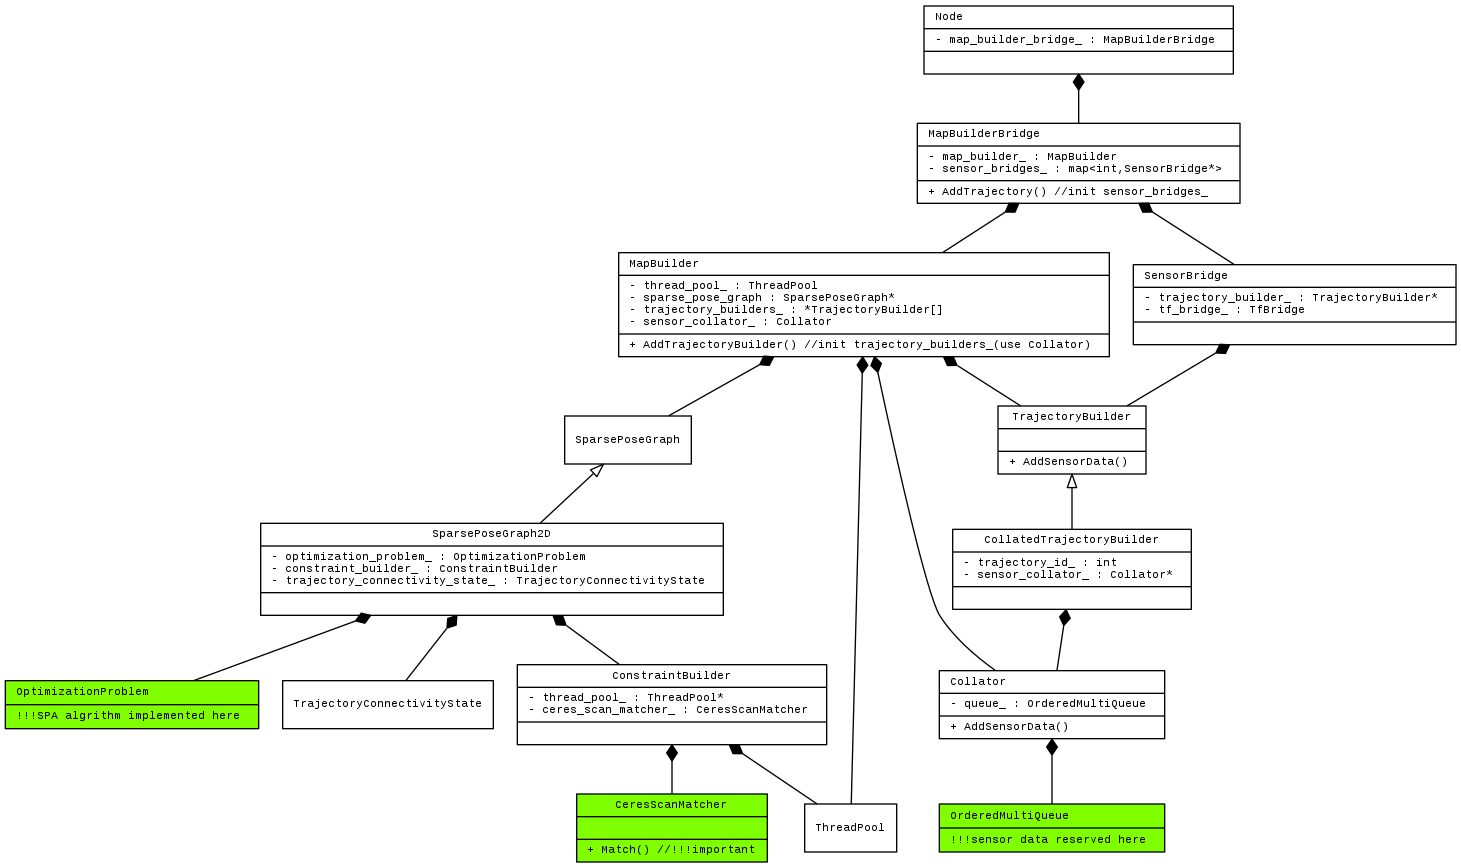 Node
- map_builder_bridge_ : MapBuilderBridge
MapBuilderBridge
- map_builder_ : MapBuilder
- sensor_bridges_ : map<int,SensorBridge*>
+ AddTrajectory() //init sensor_bridges_
MapBuilder
- thread_pool_ : ThreadPool
- sparse_pose_graph : SparsePoseGraph*
- trajectory_builders_ : *TrajectoryBuilder[]
- sensor_collator_ : Collator
+ AddTrajectoryBuilder() //init trajectory_builders_(use Collator)
SensorBridge
- trajectory_builder_ : TrajectoryBuilder*
- tf_bridge_ : TfBridge
SparsePoseGraph
TrajectoryBuilder
+ AddSensorData()
SparsePoseGraph2D
- optimization_problem_ : OptimizationProblem
- constraint_builder_ : ConstraintBuilder
- trajectory_connectivity_state_ : TrajectoryConnectivityState
CollatedTrajectoryBuilder
- trajectory_id_ : int
- sensor_collator_ : Collator*
OptimizationProblem
!!!SPA algrithm implemented here
TrajectoryConnectivityState
ConstraintBuilder
- thread_pool_ : ThreadPool*
- ceres_scan_matcher_ : CeresScanMatcher
Collator
- queue_ : OrderedMultiQueue
+ AddSensorData()
CeresScanMatcher
+ Match() //!!!important
ThreadPool
OrderedMultiQueue
!!!sensor data reserved here